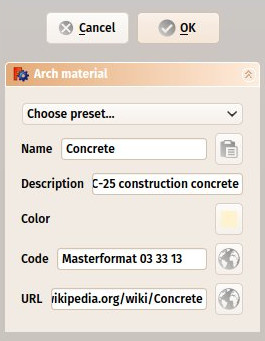 Cancel OK
Arch material
Choose preset...
Name Concrete
Description C-25 construction concrete
Color
Code Masterformat 03 33 13
URL ikipedia.org/wiki/Concrete